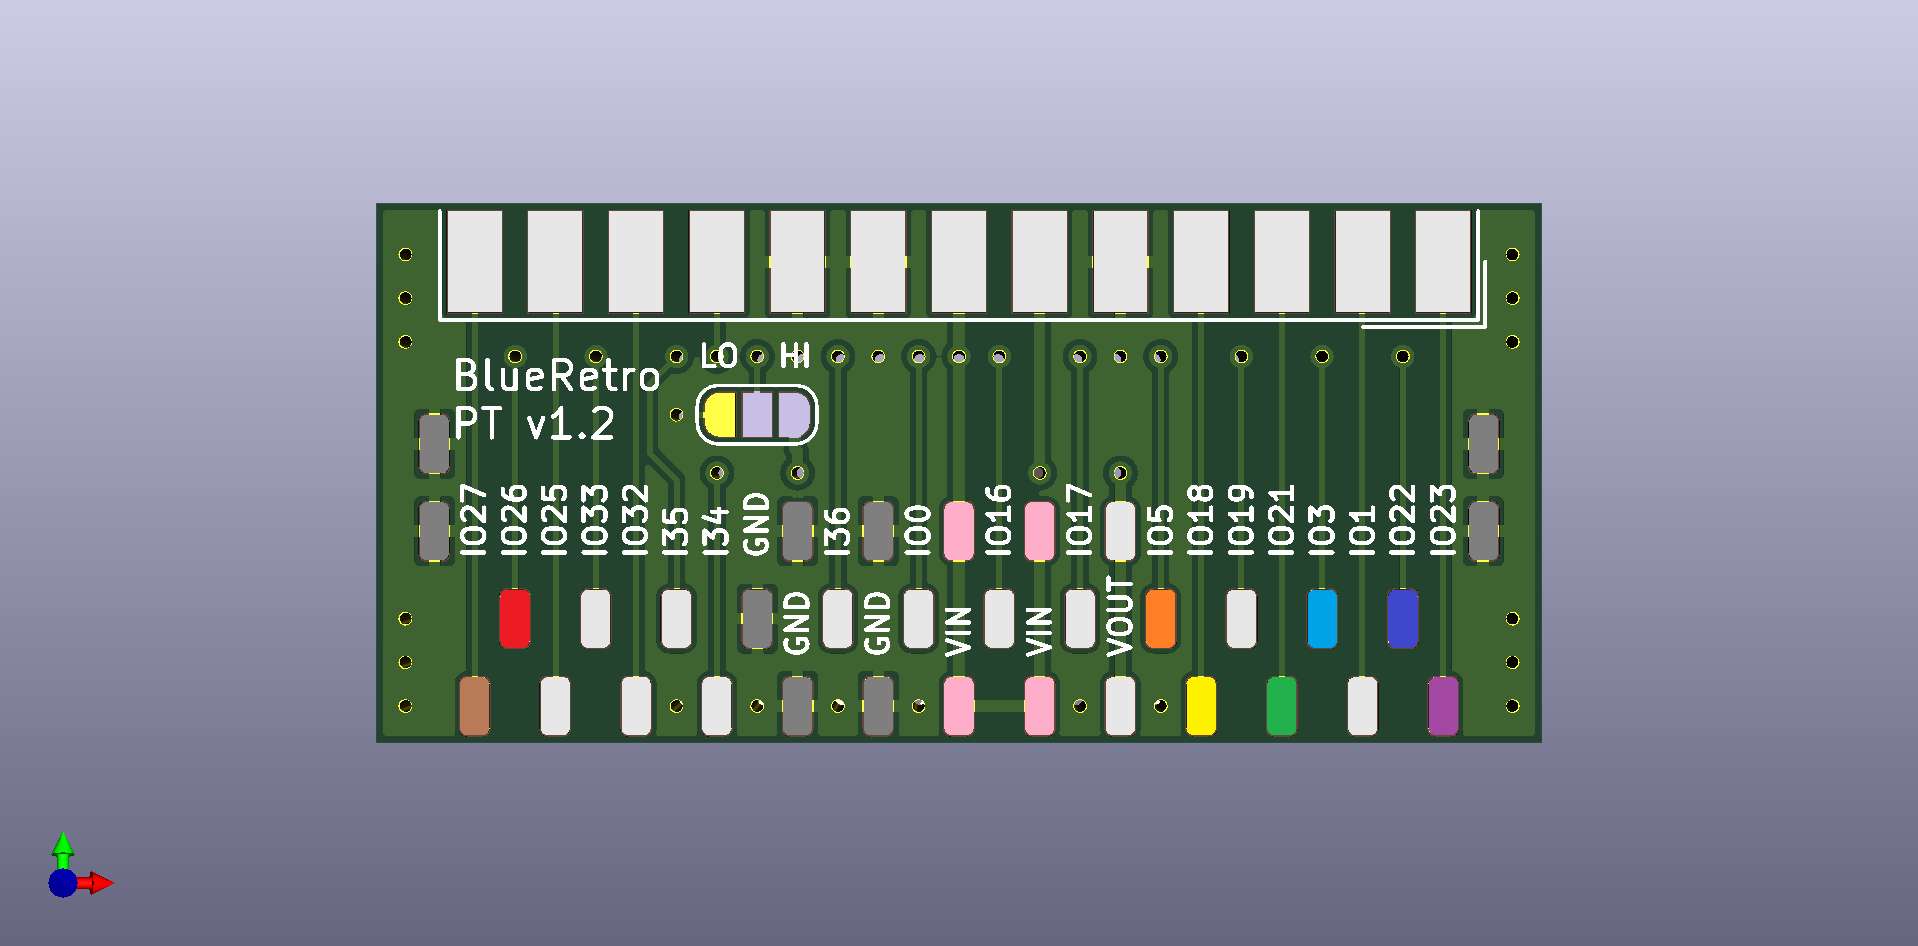 LO
HI
BlueRetro
PT v1.2
IO27
IO26
IO25
IO33
IO32
I35
I34
GND
I36
IO0
IO16
IO17
IO5
IO18
IO19
IO21
IO3
IO1
IO22
IO23
GND
GND
VIN
VIN
VOUT